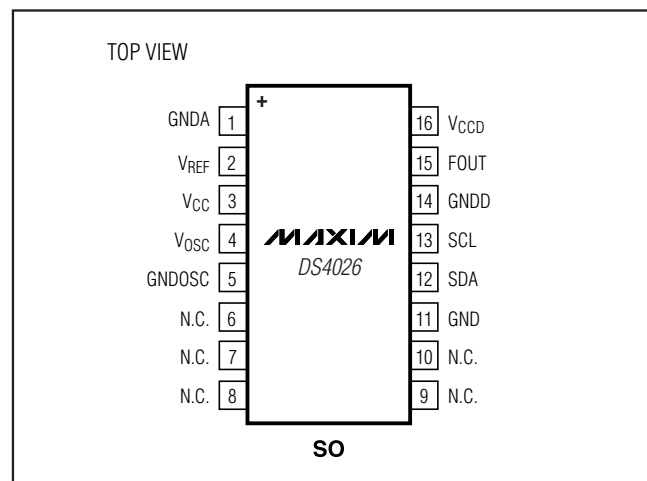 TOP VIEW
+
GNDA 1 16 VCCD
VREF 2 15 FOUT
VCC 3 14 GNDD
VOSC 4 MAXIM 13 SCL
DS4026
GNDOSC 5 12 SDA
N.C. 6 11 GND
N.C. 7 10 N.C.
N.C. 8 9 N.C.
SO